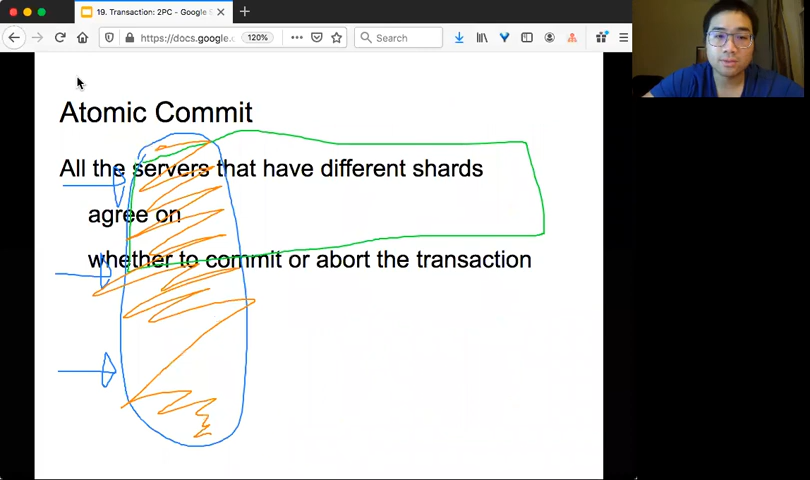 19. Transaction: 2PC - Google
https://docs.google.
120%
Search
Atomic Commit
All the servers that have different shards
agree on
whether to commit or abort the transaction